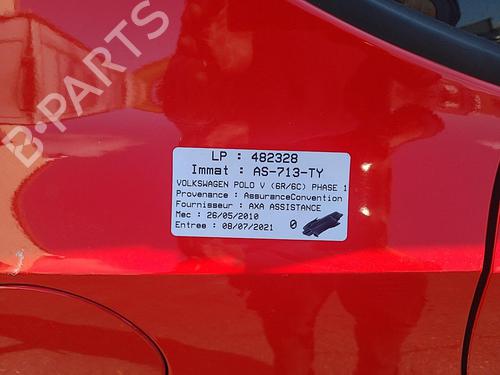 B-PARTS
LP : 482328
Immat : AS-713-TY
VOLKSWAGEN POLO V (6R/6C) PHASE 1
Provenance : AssuranceConvention
Fournisseur : AXA ASSISTANCE
Mec : 26/05/2010
Entree : 08/07/2021 0